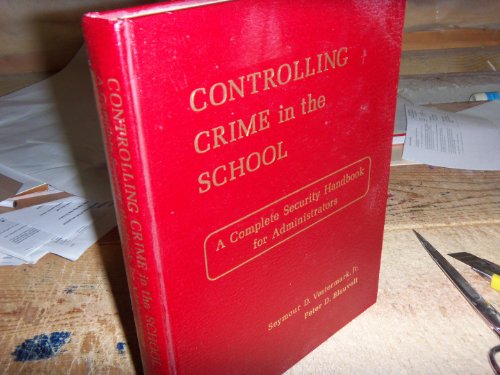 CONTROLLING
CRIME in the
SCHOOL
A Complete Security Handbook
for Administrators
Seymour D. Vestermark, Jr.
Peter D. Blauvelt
CONTROLLING CRIME in the SCHOOL